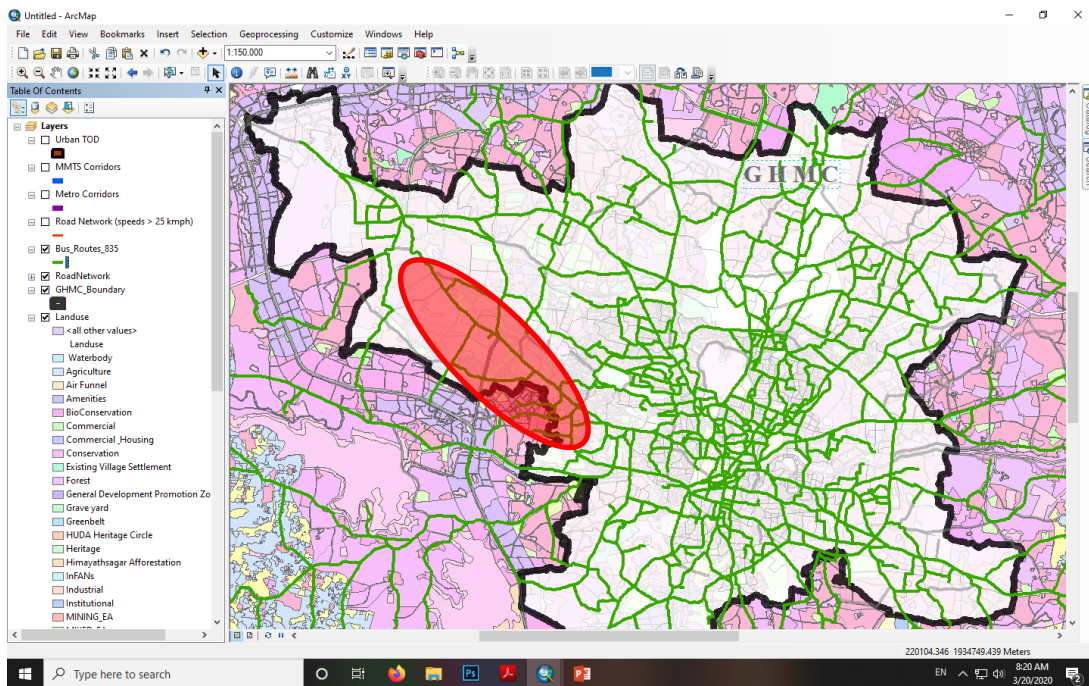 Untitled - ArcMap
File Edit View Bookmarks Insert Selection Geoprocessing Customize Windows Help
1:150,000
Table Of Contents
Layers
Urban TOD
MMTS Corridors
Metro Corridors
Road Network (speeds > 25 kmph)
Bus_Routes_835
RoadNetwork
GHMC_Boundary
Landuse
<all other values>
Landuse
Waterbody
Agriculture
Air Funnel
Amenities
BioConservation
Commercial
Commercial_Housing
Conservation
Existing Village Settlement
Forest
General Development Promotion Zo
Grave yard
Greenbelt
HUDA Heritage Circle
Heritage
Himayathsagar Afforestation
InFANs
Industrial
Institutional
MINING_EA
G H M C
220104.346 1934749.439 Meters
Type here to search
Ps
EN
8:20 AM
3/20/2020
2